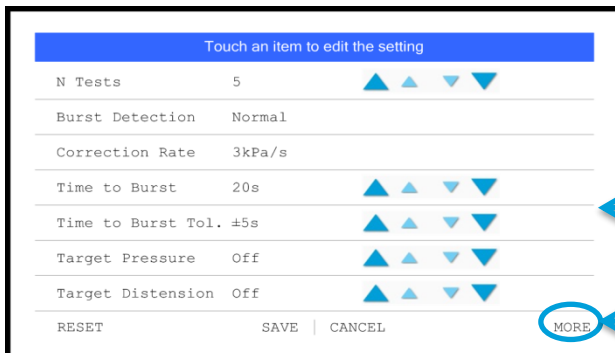 Touch an item to edit the setting
N Tests 5
Burst Detection Normal
Correction Rate 3kPa/s
Time to Burst 20s
Time to Burst Tol. ±5s
Target Pressure Off
Target Distension Off
RESET SAVE | CANCEL MORE